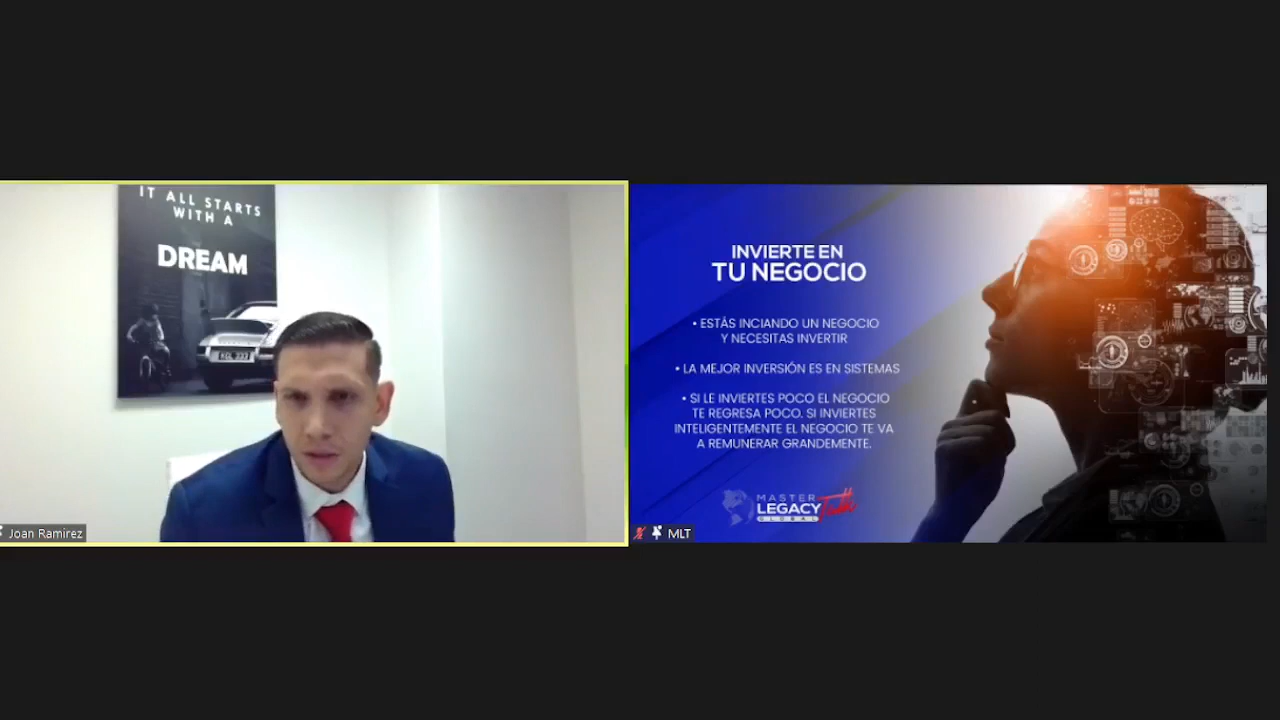 IT ALL STARTS
WITH A
DREAM
Joan Ramirez
INVIERTE EN
TU NEGOCIO
• ESTÁS INCIANDO UN NEGOCIO
Y NECESITAS INVERTIR
• LA MEJOR INVERSIÓN ES EN SISTEMAS
• SI LE INVIERTES POCO EL NEGOCIO
TE REGRESA POCO. SI INVIERTES
INTELIGENTEMENTE EL NEGOCIO TE VA
A REMUNERAR GRANDEMENTE.
MASTER
LEGACY
GLOBAL
MLT